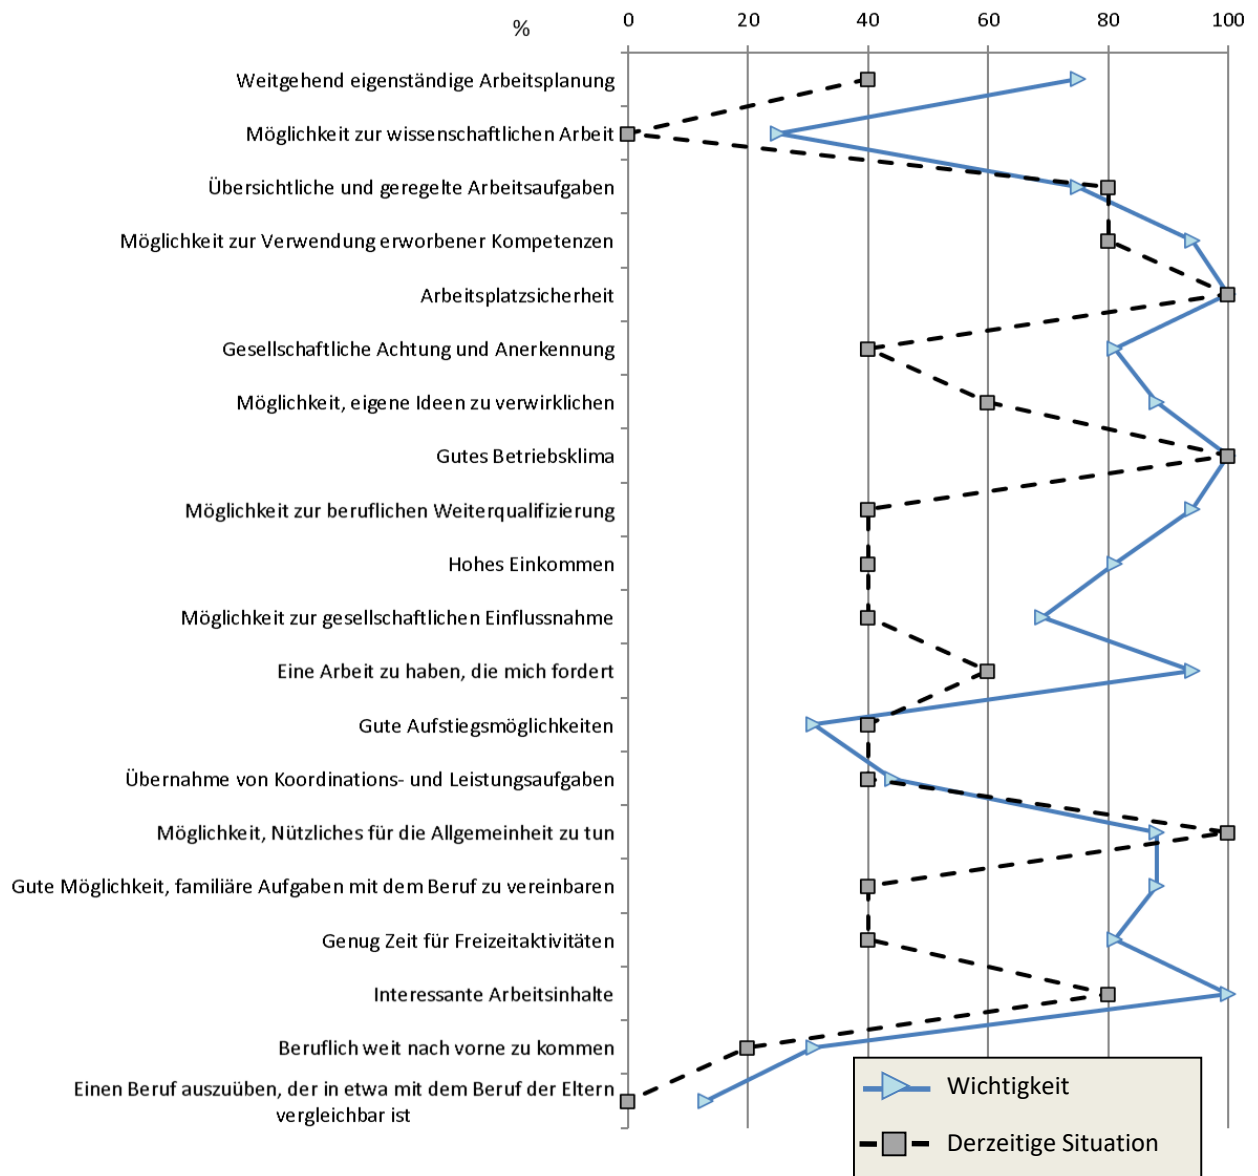 % 0 20 40 60 80 100
Weitgehend eigenständige Arbeitsplanung
Möglichkeit zur wissenschaftlichen Arbeit
Übersichtliche und geregelte Arbeitsaufgaben
Möglichkeit zur Verwendung erworbener Kompetenzen
Arbeitsplatzsicherheit
Gesellschaftliche Achtung und Anerkennung
Möglichkeit, eigene Ideen zu verwirklichen
Gutes Betriebsklima
Möglichkeit zur beruflichen Weiterqualifizierung
Hohes Einkommen
Möglichkeit zur gesellschaftlichen Einflussnahme
Eine Arbeit zu haben, die mich fordert
Gute Aufstiegsmöglichkeiten
Übernahme von Koordinations- und Leistungsaufgaben
Möglichkeit, Nützliches für die Allgemeinheit zu tun
Gute Möglichkeit, familiäre Aufgaben mit dem Beruf zu vereinbaren
Genug Zeit für Freizeitaktivitäten
Interessante Arbeitsinhalte
Beruflich weit nach vorne zu kommen
Einen Beruf auszuüben, der in etwa mit dem Beruf der Eltern
vergleichbar ist
Wichtigkeit
Derzeitige Situation